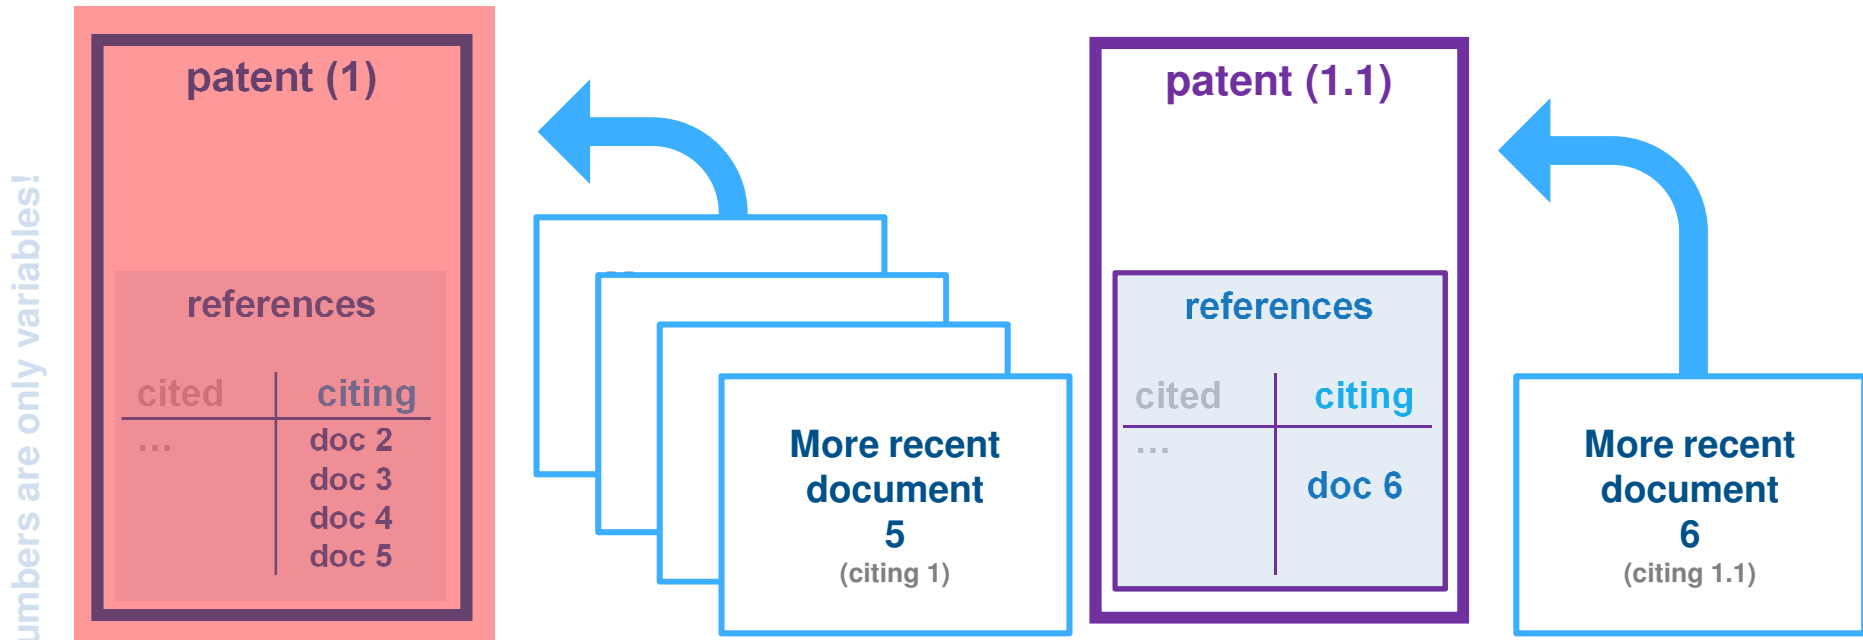 umbers are only variables!
patent (1)
references
cited citing
... doc 2
doc 3
doc 4
doc 5
More recent
document
5
(citing 1)
patent (1.1)
references
cited citing
...
doc 6
More recent
document
6
(citing 1.1)